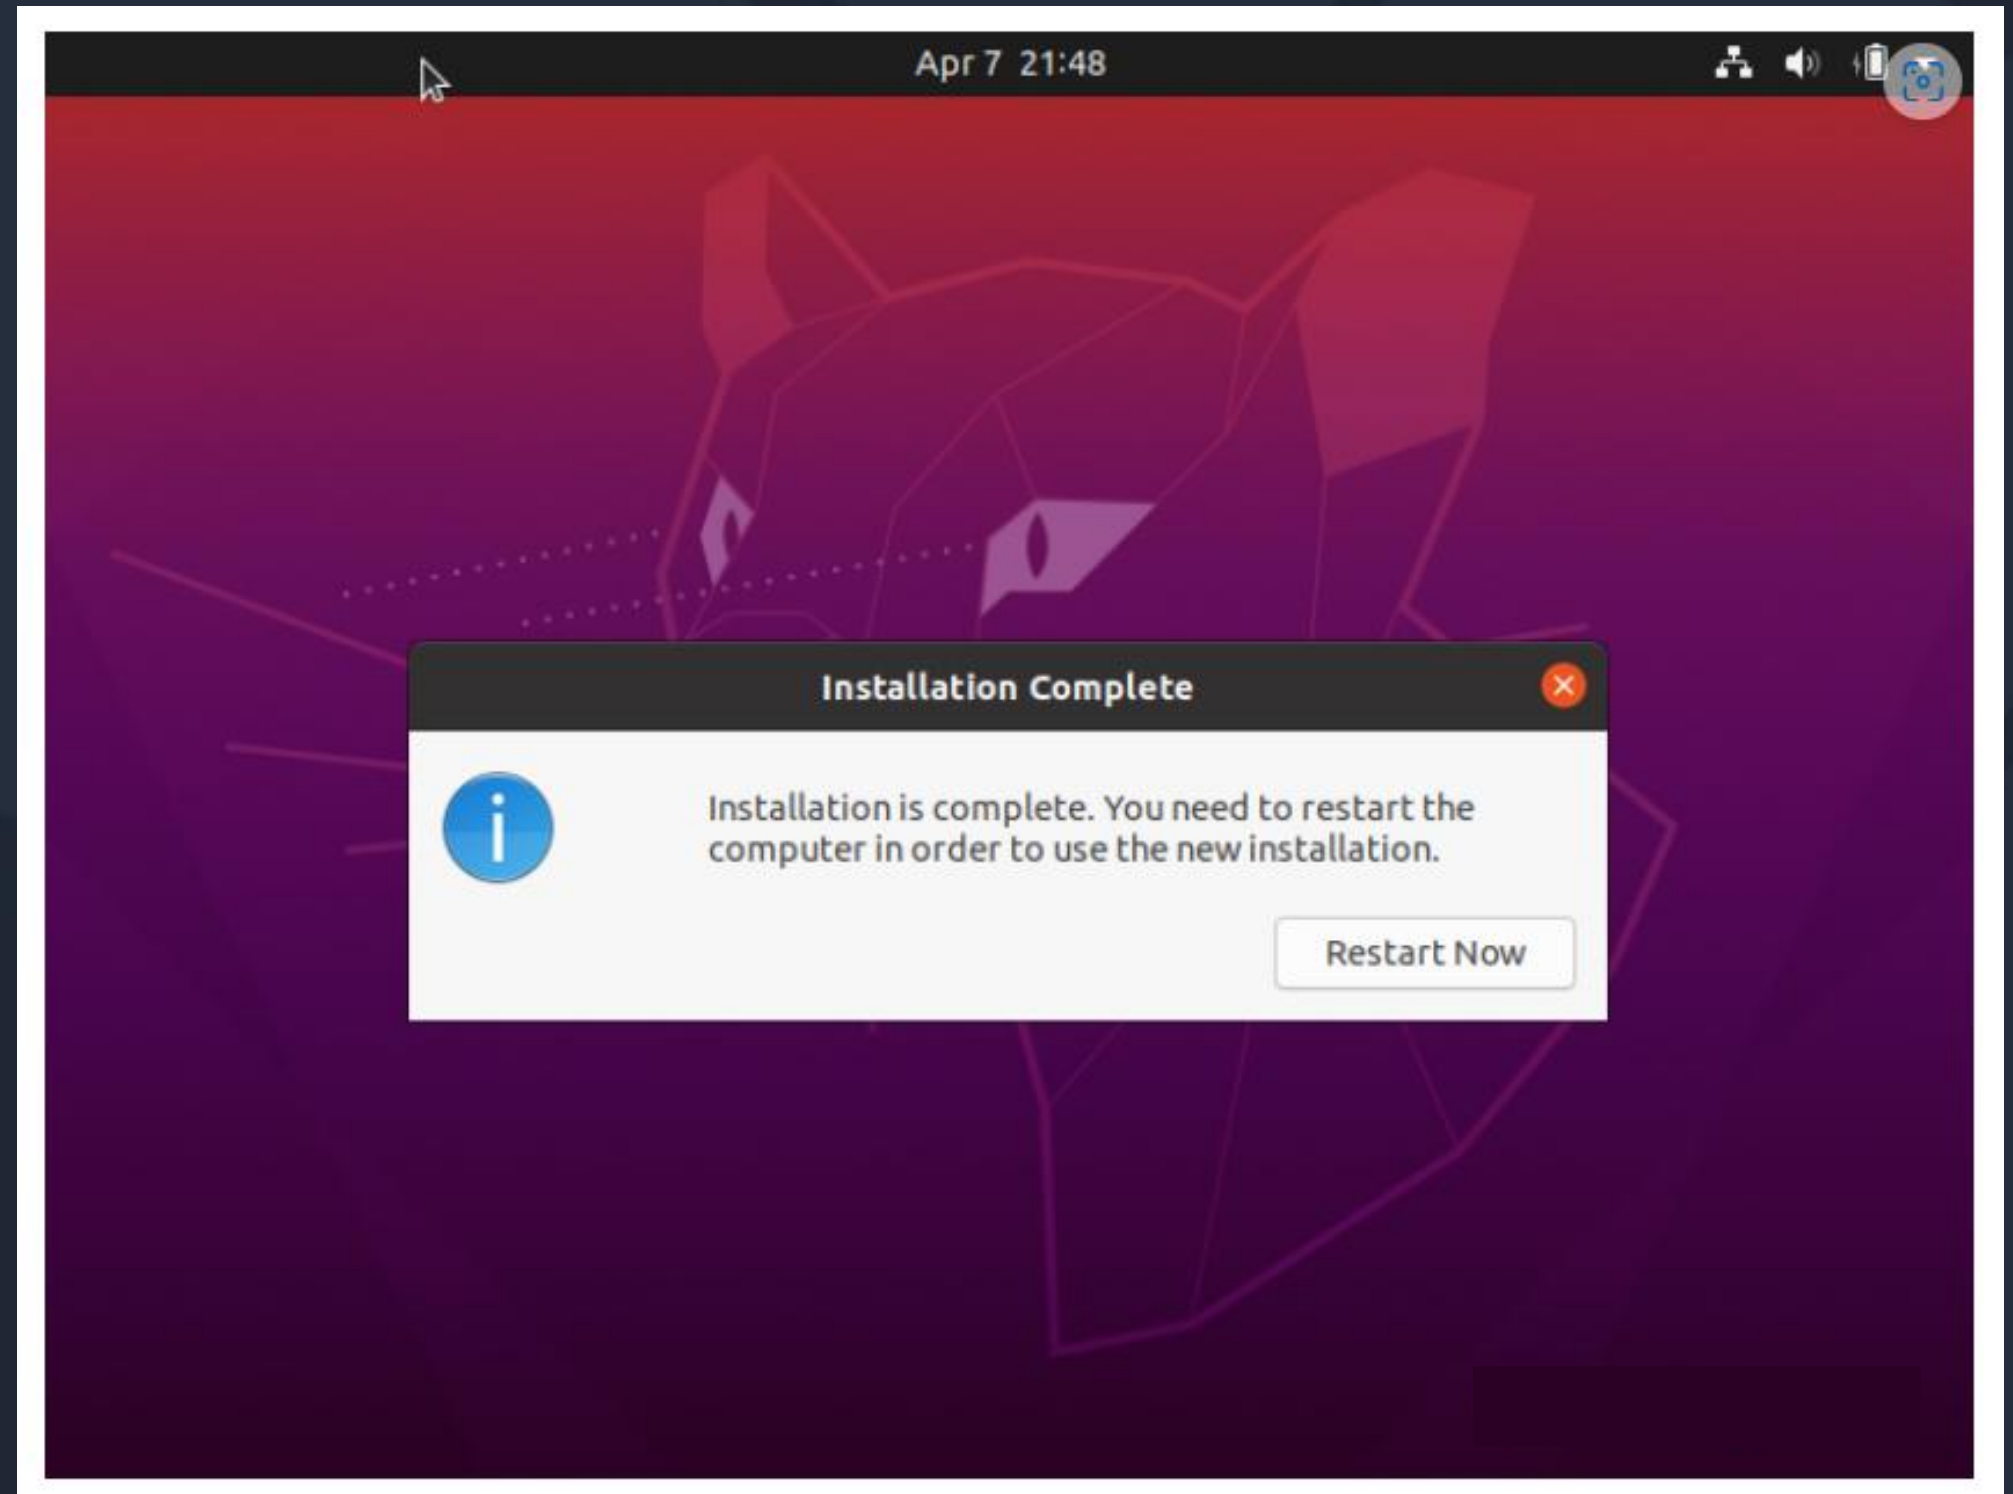 Apr 7 21:48
Installation Complete
Installation is complete. You need to restart the
computer in order to use the new installation.
Restart Now